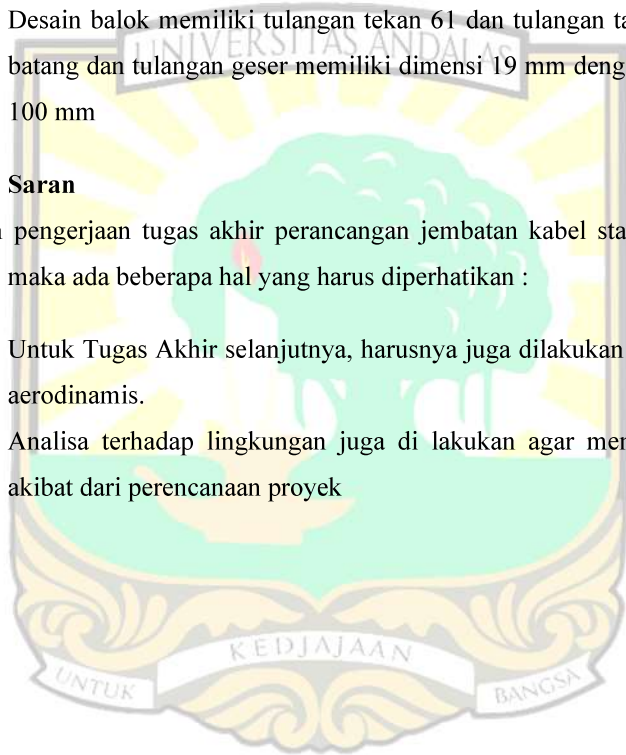 Desain balok memiliki tulangan tekan 61 dan tulangan ta
UNIVERSITAS ANDALAS
batang dan tulangan geser memiliki dimensi 19 mm deng
100 mm
Saran
pengerjaan tugas akhir perancangan jembatan kabel sta
maka ada beberapa hal yang harus diperhatikan :
Untuk Tugas Akhir selanjutnya, harusnya juga dilakukan
aerodinamis.
Analisa terhadap lingkungan juga di lakukan agar men
akibat dari perencanaan proyek
KEDJAJAAN
UNTUK BANGSA